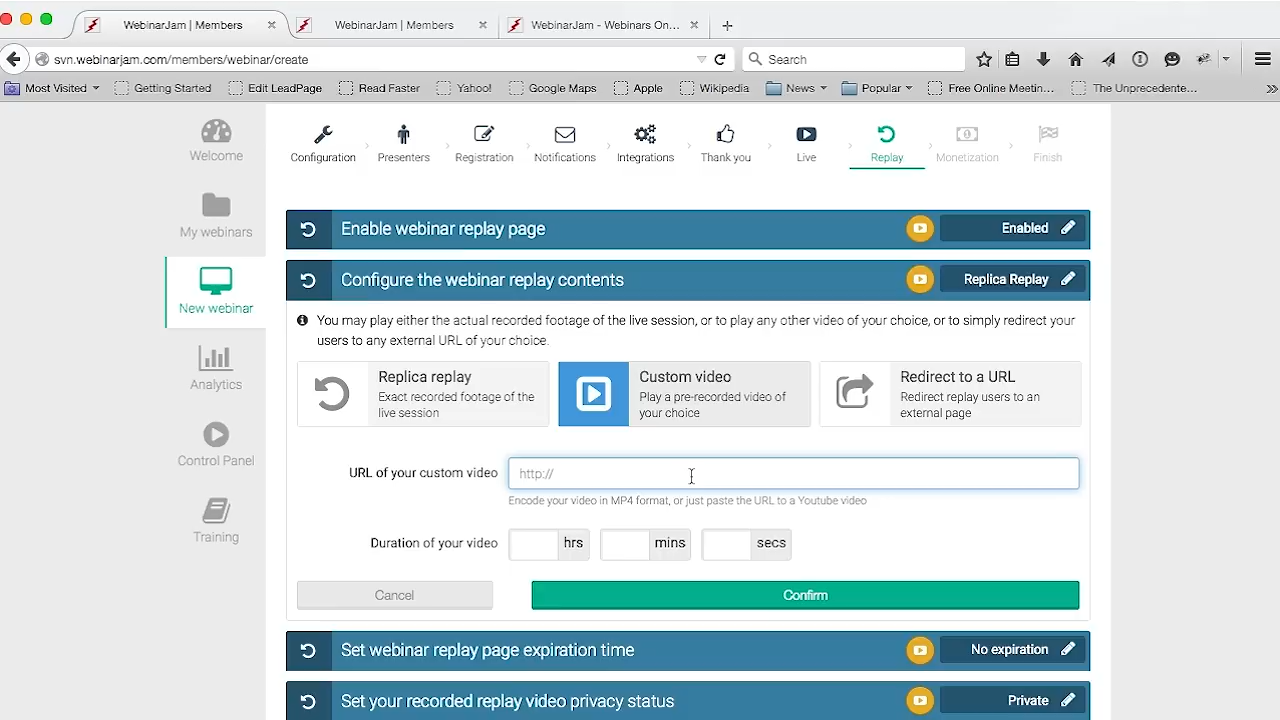 WebinarJam | Members
WebinarJam | Members
WebinarJam - Webinars On...
svn.webinarjam.com/members/webinar/create
Search
Most Visited
Getting Started
Edit LeadPage
Read Faster
Yahoo!
Google Maps
Apple
Wikipedia
News
Popular
Free Online Meetin...
The Unprecedente...
Welcome
My webinars
New webinar
Analytics
Control Panel
Training
Configuration
Presenters
Registration
Notifications
Integrations
Thank you
Live
Replay
Monetization
Finish
Enable webinar replay page
Enabled
Configure the webinar replay contents
Replica Replay
You may play either the actual recorded footage of the live session, or to play any other video of your choice, or to simply redirect your
users to any external URL of your choice.
Replica replay
Exact recorded footage of the
live session
Custom video
Play a pre-recorded video of
your choice
Redirect to a URL
Redirect replay users to an
external page
URL of your custom video
http://
Encode your video in MP4 format, or just paste the URL to a Youtube video
Duration of your video
hrs
mins
secs
Cancel
Confirm
Set webinar replay page expiration time
No expiration
Set your recorded replay video privacy status
Private